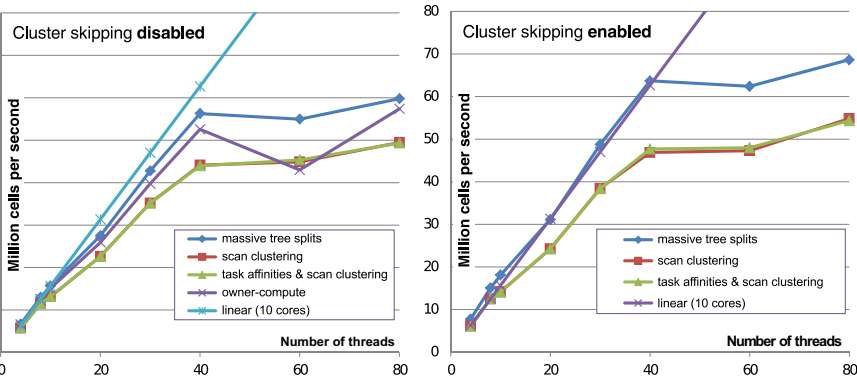 Cluster skipping disabled
Million cells per second
massive tree splits
scan clustering
task affinities & scan clustering
owner-compute
linear (10 cores)
Number of threads
0
20
40
60
80
Cluster skipping enabled
80
70
60
50
40
30
20
10
0
Million cells per second
massive tree splits
scan clustering
task affinities & scan clustering
linear (10 cores)
Number of threads
0
20
40
60
80